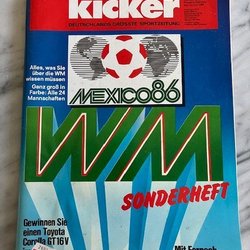 kicker
DEUTSCHLANDS GRÖSSTE SPORTZEITUNG
Alles, was Sie
über die WM
wissen müssen
Ganz groß in
Farbe: Alle 24
Mannschaften
MEXICO86
WM
SONDERHEFT
Gewinnen Sie
einen Toyota
Corolla GT 16 V
Mit Fernseh